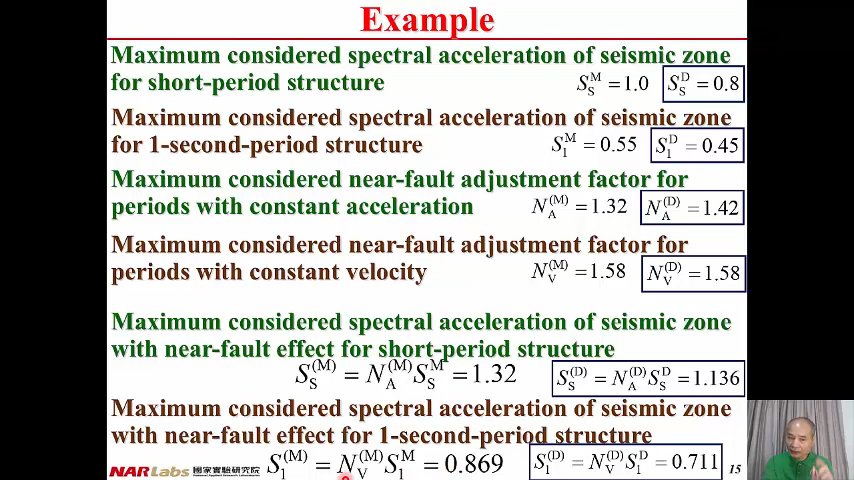 Example
Maximum considered spectral acceleration of seismic zone
for short-period structure
S_S^M = 1.0 S_S^D = 0.8
Maximum considered spectral acceleration of seismic zone
for 1-second-period structure
S_1^M = 0.55 S_1^D = 0.45
Maximum considered near-fault adjustment factor for
periods with constant acceleration
N_A^(M) = 1.32 N_A^(D) = 1.42
Maximum considered near-fault adjustment factor for
periods with constant velocity
N_V^(M) = 1.58 N_V^(D) = 1.58
Maximum considered spectral acceleration of seismic zone
with near-fault effect for short-period structure
S_S^(M) = N_A^(M) S_S^M = 1.32 S_S^(D) = N_A^(D) S_S^D = 1.136
Maximum considered spectral acceleration of seismic zone
with near-fault effect for 1-second-period structure
S_1^(M) = N_V^(M) S_1^M = 0.869 S_1^(D) = N_V^(D) S_1^D = 0.711
NARLabs 國家實驗研究院 15